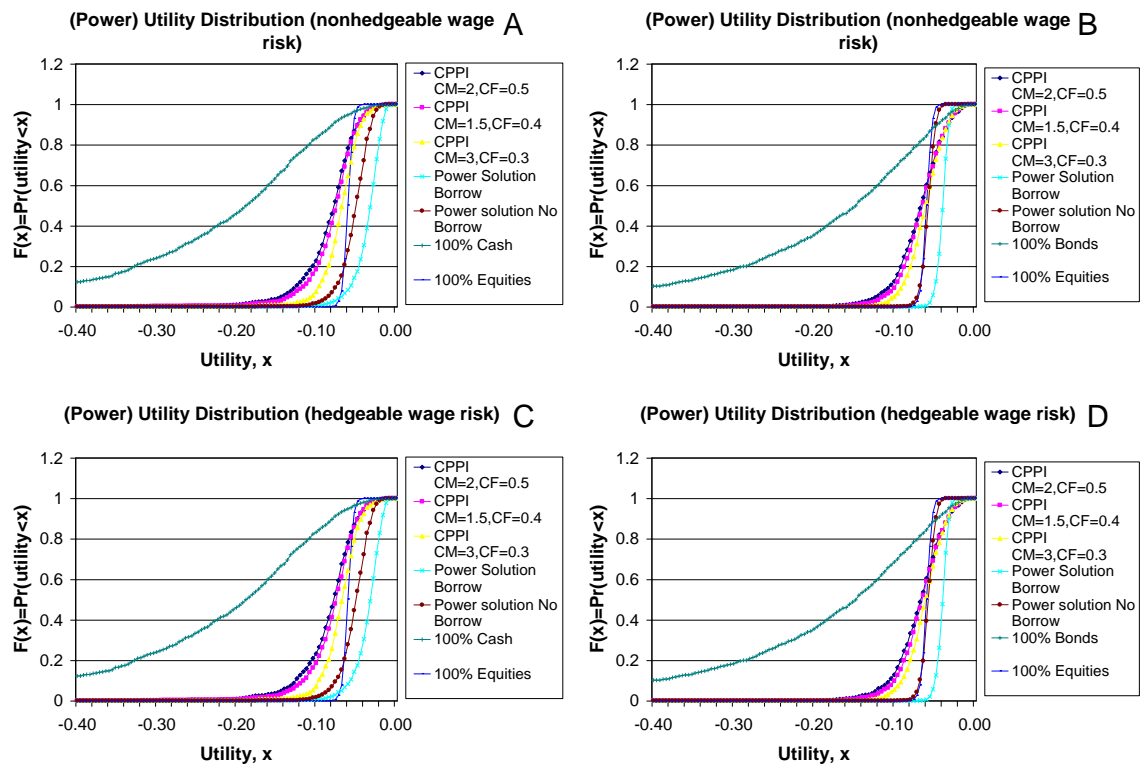 (Power) Utility Distribution (nonhedgeable wage
risk)
A
1.2
1
0.8
0.6
0.4
0.2
0
F(x)=Pr(utility<x)
-0.40
-0.30
-0.20
-0.10
0.00
Utility, x
CPPI
CM=2,CF=0.5
CPPI
CM=1.5,CF=0.4
CPPI
CM=3,CF=0.3
Power Solution
Borrow
Power solution No
Borrow
100% Cash
100% Equities
(Power) Utility Distribution (nonhedgeable wage
risk)
B
1.2
1
0.8
0.6
0.4
0.2
0
F(x)=Pr(utility<x)
-0.40
-0.30
-0.20
-0.10
0.00
Utility, x
CPPI
CM=2,CF=0.5
CPPI
CM=1.5,CF=0.4
CPPI
CM=3,CF=0.3
Power Solution
Borrow
Power solution No
Borrow
100% Bonds
100% Equities
(Power) Utility Distribution (hedgeable wage risk)
C
1.2
1
0.8
0.6
0.4
0.2
0
F(x)=Pr(utility<x)
-0.40
-0.30
-0.20
-0.10
0.00
Utility, x
CPPI
CM=2,CF=0.5
CPPI
CM=1.5,CF=0.4
CPPI
CM=3,CF=0.3
Power Solution
Borrow
Power solution No
Borrow
100% Cash
100% Equities
(Power) Utility Distribution (hedgeable wage risk)
D
1.2
1
0.8
0.6
0.4
0.2
0
F(x)=Pr(utility<x)
-0.40
-0.30
-0.20
-0.10
0.00
Utility, x
CPPI
CM=2,CF=0.5
CPPI
CM=1.5,CF=0.4
CPPI
CM=3,CF=0.3
Power Solution
Borrow
Power solution No
Borrow
100% Bonds
100% Equities